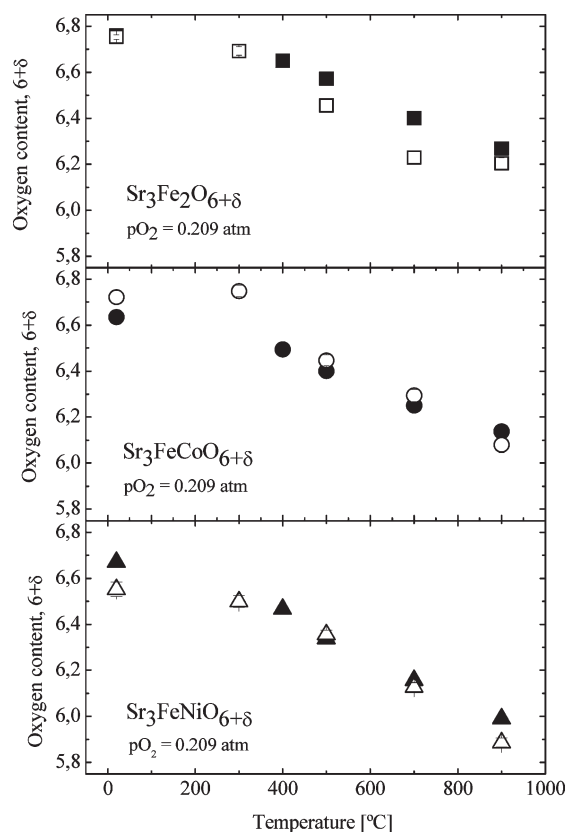 6,8
6,6
6,4
6,2
6,0
5,8
Oxygen content, 6+δ
Sr3Fe2O6+δ
pO2 = 0.209 atm
6,8
6,6
6,4
6,2
6,0
5,8
Oxygen content, 6+δ
Sr3FeCoO6+δ
pO2 = 0.209 atm
6,8
6,6
6,4
6,2
6,0
5,8
Oxygen content, 6+δ
Sr3FeNiO6+δ
pO2 = 0.209 atm
0 200 400 600 800 1000
Temperature [ºC]